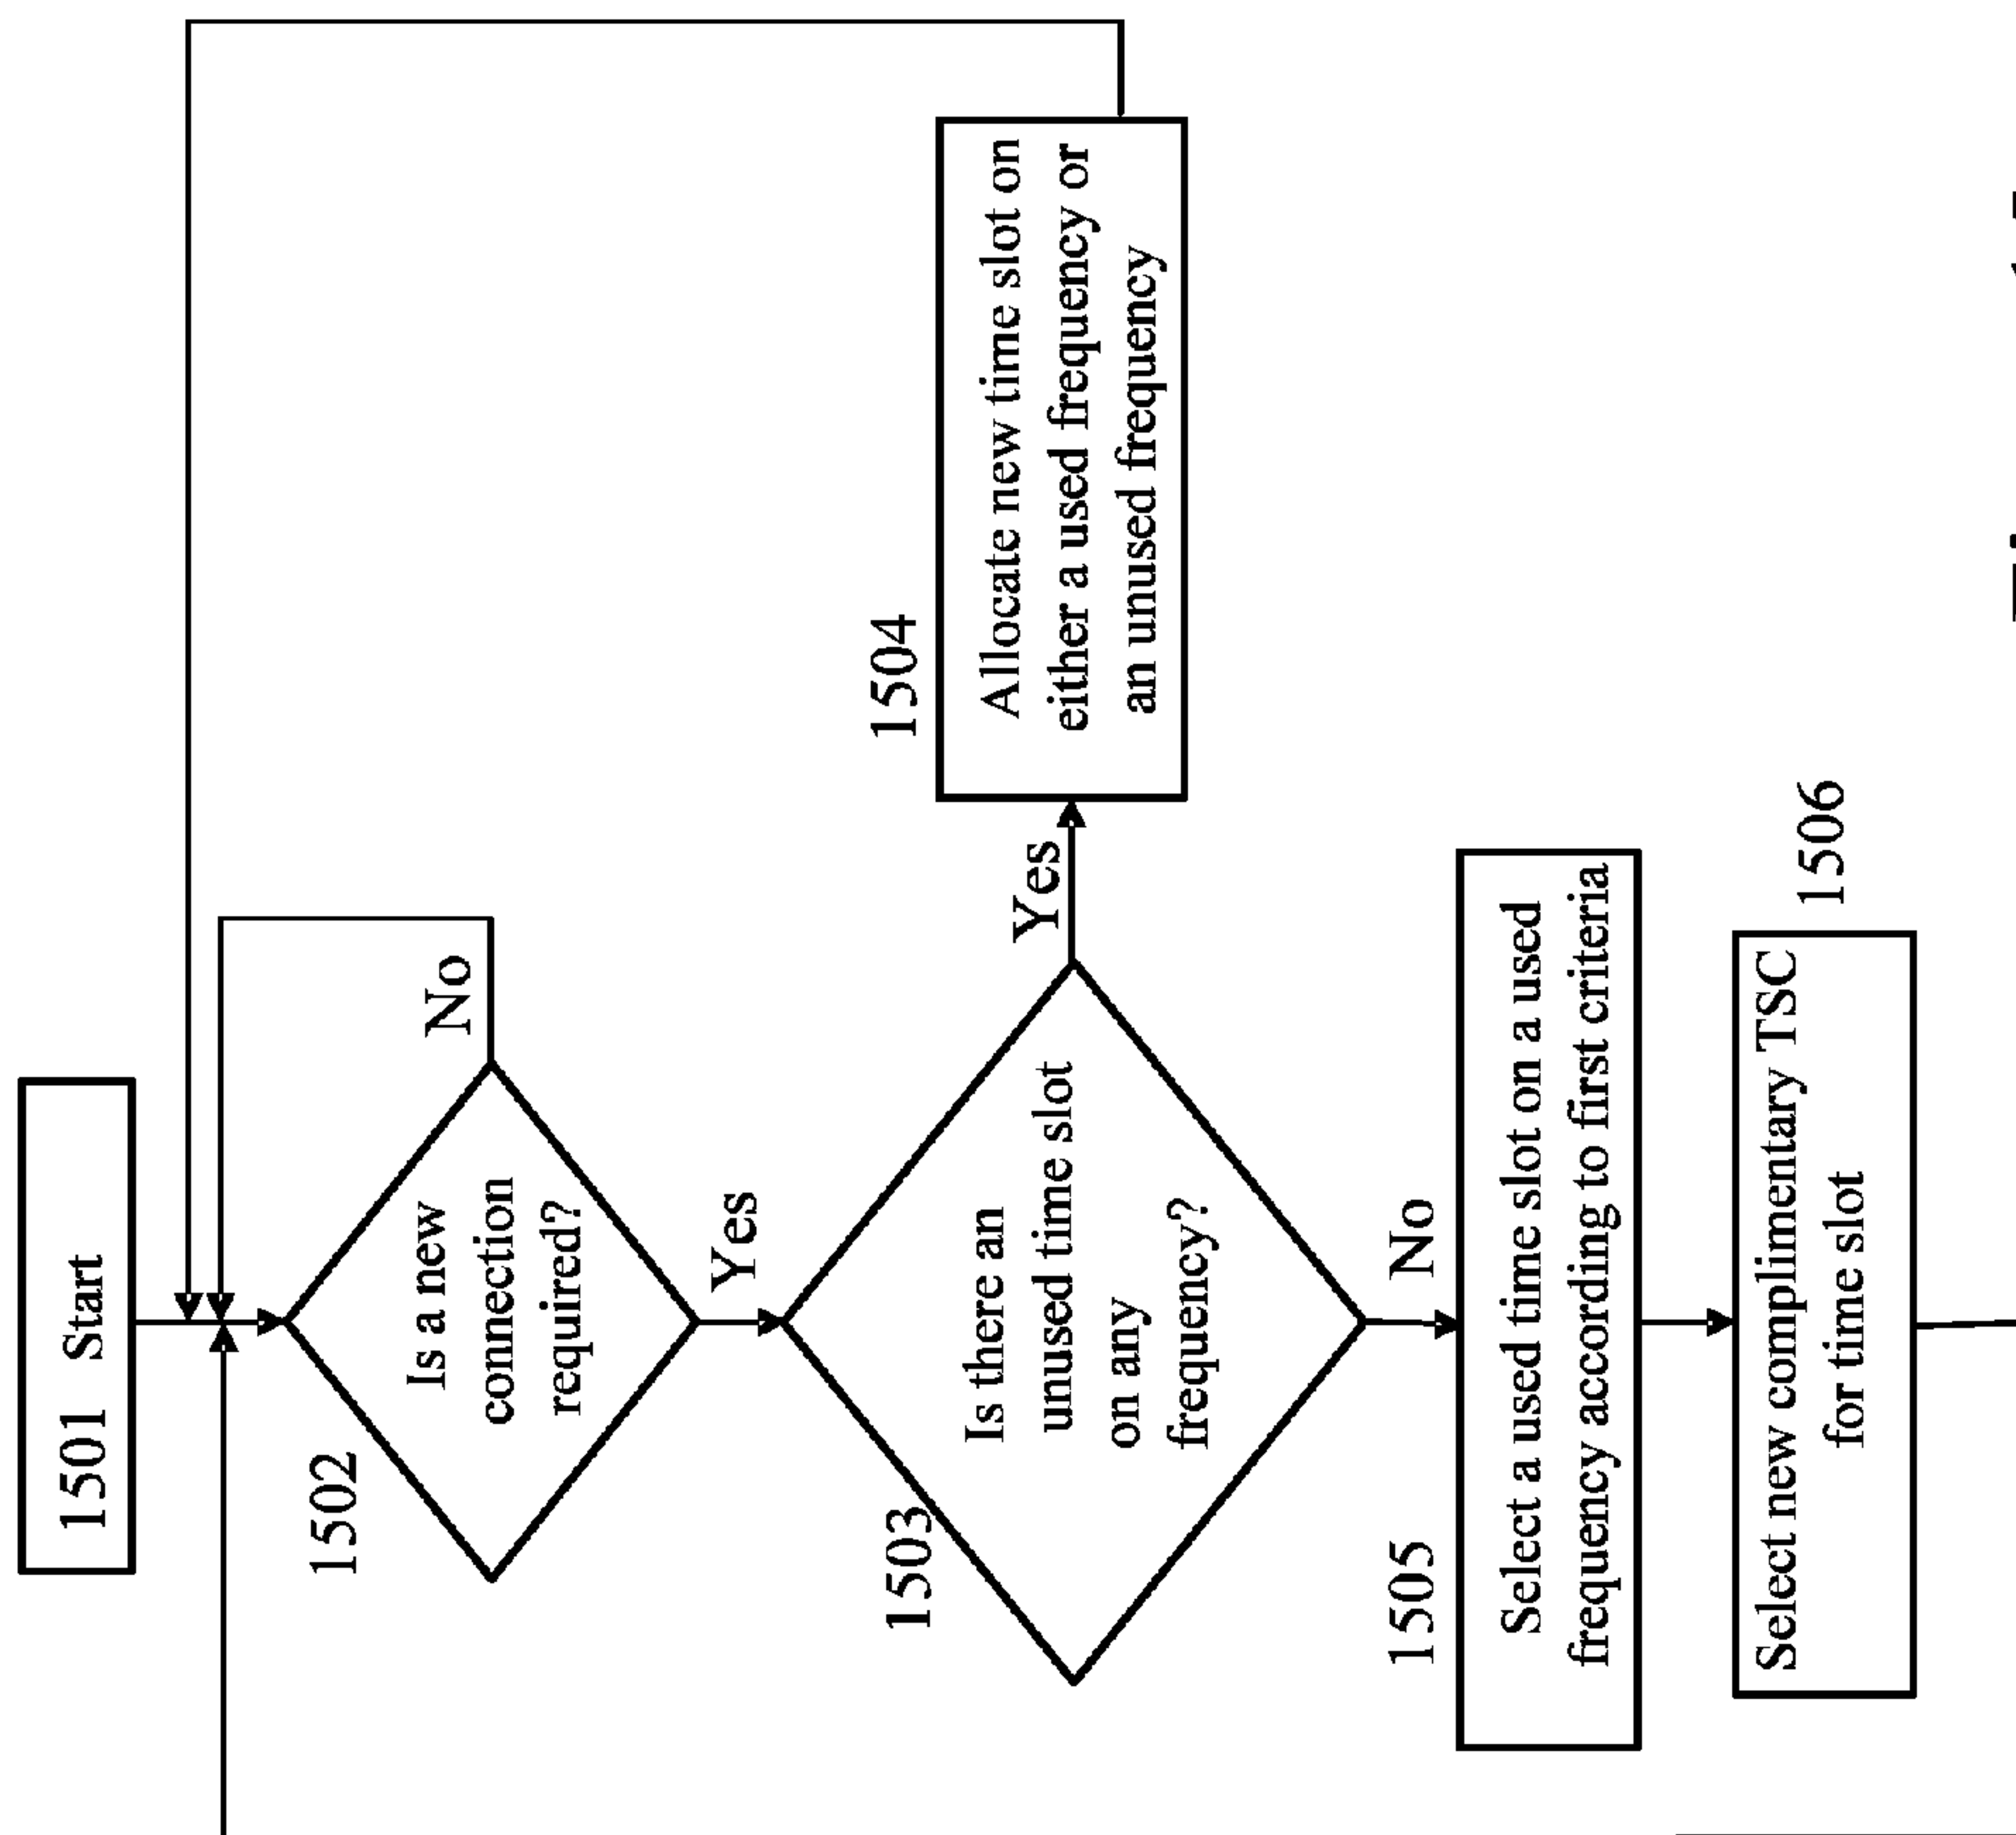 1501 Start
1502
Is a new
connection
required?
No
Yes
1503
Is there an
unused time slot
on any
frequency?
Yes
1504
Allocate new time slot on
either a used frequency or
an unused frequency
No
1505
Select a used time slot on a used
frequency according to first criteria
1506
Select new complimentary TSC
for time slot